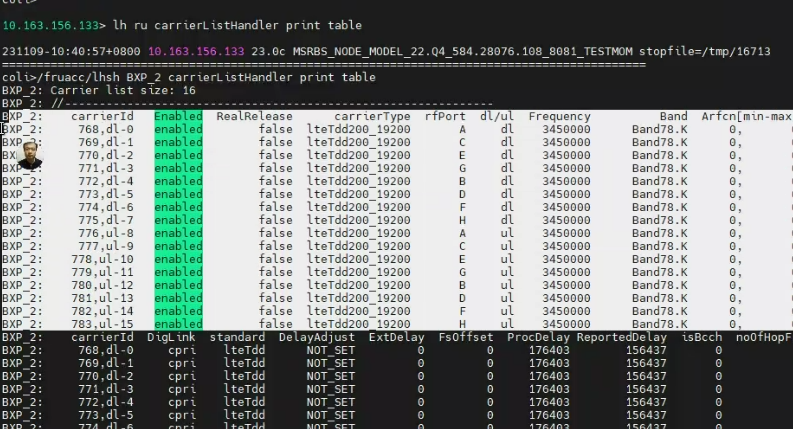 coli>
10.163.156.133> lh ru carrierListHandler print table
231109-10:40:57+0800 10.163.156.133 23.0c MSRBS_NODE_MODEL_22.Q4_584.28076.108_8081_TESTMOM stopfile=/tmp/16713
coli>/fruacc/lhsh BXP_2 carrierListHandler print table
BXP_2: Carrier list size: 16
BXP_2: //------------------------------------------------------------
BXP_2: carrierId Enabled RealRelease carrierType rfPort dl/ul Frequency Band Arfcn[min-max
BXP_2: 768,dl-0 enabled false lteTdd200_19200 A dl 3450000 Band78.K 0,
BXP_2: 769,dl-1 enabled false lteTdd200_19200 C dl 3450000 Band78.K 0,
BXP_2: 770,dl-2 enabled false lteTdd200_19200 E dl 3450000 Band78.K 0,
BXP_2: 771,dl-3 enabled false lteTdd200_19200 G dl 3450000 Band78.K 0,
BXP_2: 772,dl-4 enabled false lteTdd200_19200 B dl 3450000 Band78.K 0,
BXP_2: 773,dl-5 enabled false lteTdd200_19200 D dl 3450000 Band78.K 0,
BXP_2: 774,dl-6 enabled false lteTdd200_19200 F dl 3450000 Band78.K 0,
BXP_2: 775,dl-7 enabled false lteTdd200_19200 H dl 3450000 Band78.K 0,
BXP_2: 776,ul-8 enabled false lteTdd200_19200 A ul 3450000 Band78.K 0,
BXP_2: 777,ul-9 enabled false lteTdd200_19200 C ul 3450000 Band78.K 0,
BXP_2: 778,ul-10 enabled false lteTdd200_19200 E ul 3450000 Band78.K 0,
BXP_2: 779,ul-11 enabled false lteTdd200_19200 G ul 3450000 Band78.K 0,
BXP_2: 780,ul-12 enabled false lteTdd200_19200 B ul 3450000 Band78.K 0,
BXP_2: 781,ul-13 enabled false lteTdd200_19200 D ul 3450000 Band78.K 0,
BXP_2: 782,ul-14 enabled false lteTdd200_19200 F ul 3450000 Band78.K 0,
BXP_2: 783,ul-15 enabled false lteTdd200_19200 H ul 3450000 Band78.K 0,
BXP_2: carrierId DigLink standard DelayAdjust ExtDelay FsOffset ProcDelay ReportedDelay isBcch noOfHopF
BXP_2: 768,dl-0 cpri lteTdd NOT_SET 0 0 176403 156437 0
BXP_2: 769,dl-1 cpri lteTdd NOT_SET 0 0 176403 156437 0
BXP_2: 770,dl-2 cpri lteTdd NOT_SET 0 0 176403 156437 0
BXP_2: 771,dl-3 cpri lteTdd NOT_SET 0 0 176403 156437 0
BXP_2: 772,dl-4 cpri lteTdd NOT_SET 0 0 176403 156437 0
BXP_2: 773,dl-5 cpri lteTdd NOT_SET 0 0 176403 156437 0
BXP_2: 774,dl-6 cpri lteTdd NOT_SET 0 0 176403 156437 0